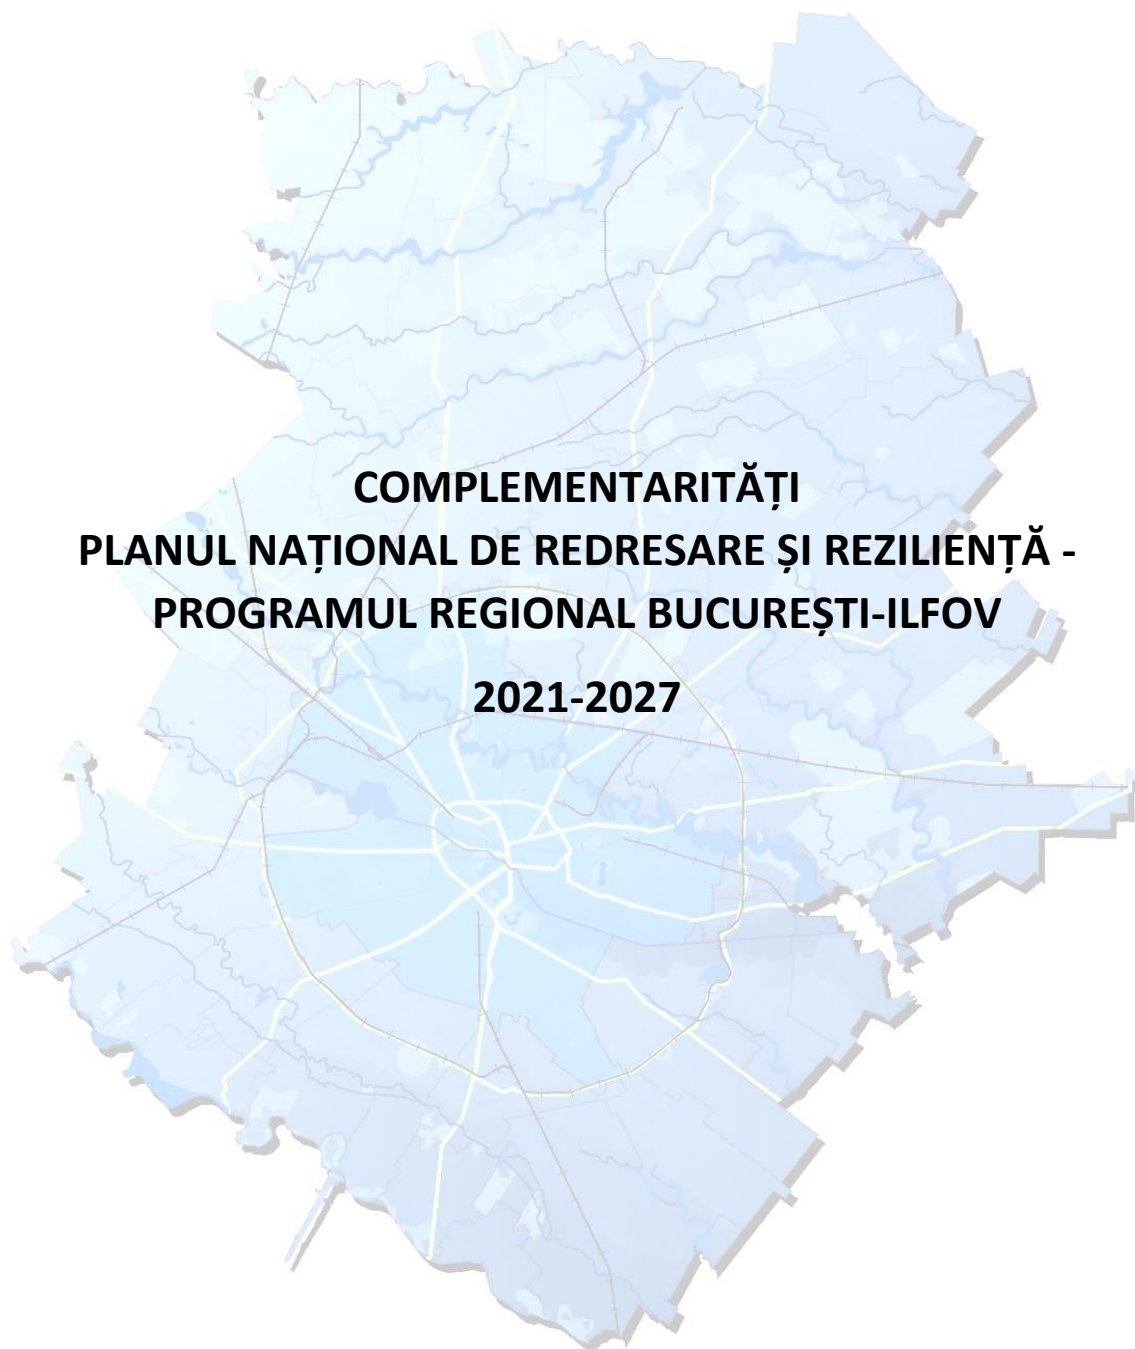 COMPLEMENTARITĂȚI
PLANUL NAȚIONAL DE REDRESARE ȘI REZILIENȚĂ -
PROGRAMUL REGIONAL BUCUREȘTI-ILFOV
2021-2027